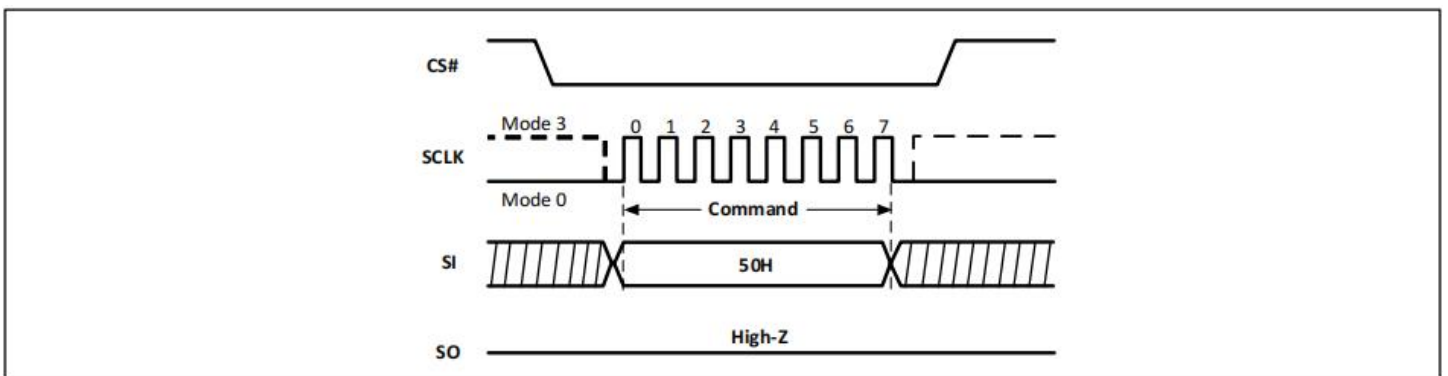 CS#
Mode 3
0 1 2 3 4 5 6 7
SCLK
Mode 0
Command
SI
50H
High-Z
SO